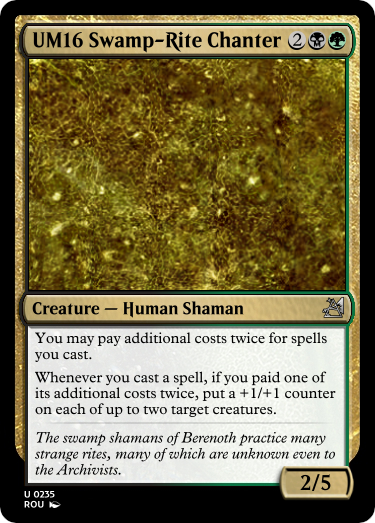 UM16 Swamp-Rite Chanter 2
Creature — Human Shaman
You may pay additional costs twice for spells
you cast.
Whenever you cast a spell, if you paid one of
its additional costs twice, put a +1/+1 counter
on each of up to two target creatures.
The swamp shamans of Berenoth practice many
strange rites, many of which are unknown even to
the Archivists.
2/5
U 0235
ROU